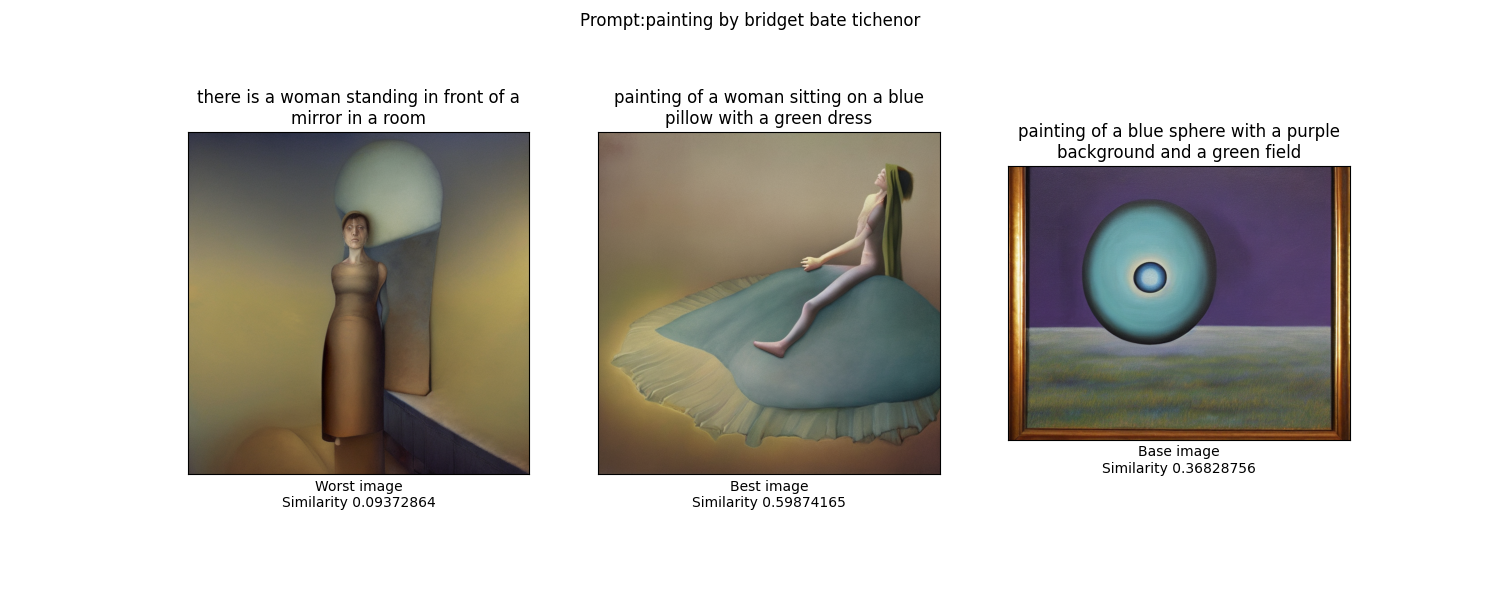 Prompt:painting by bridget bate tichenor
there is a woman standing in front of a
mirror in a room
Worst image
Similarity 0.09372864
painting of a woman sitting on a blue
pillow with a green dress
Best image
Similarity 0.59874165
painting of a blue sphere with a purple
background and a green field
Base image
Similarity 0.36828756